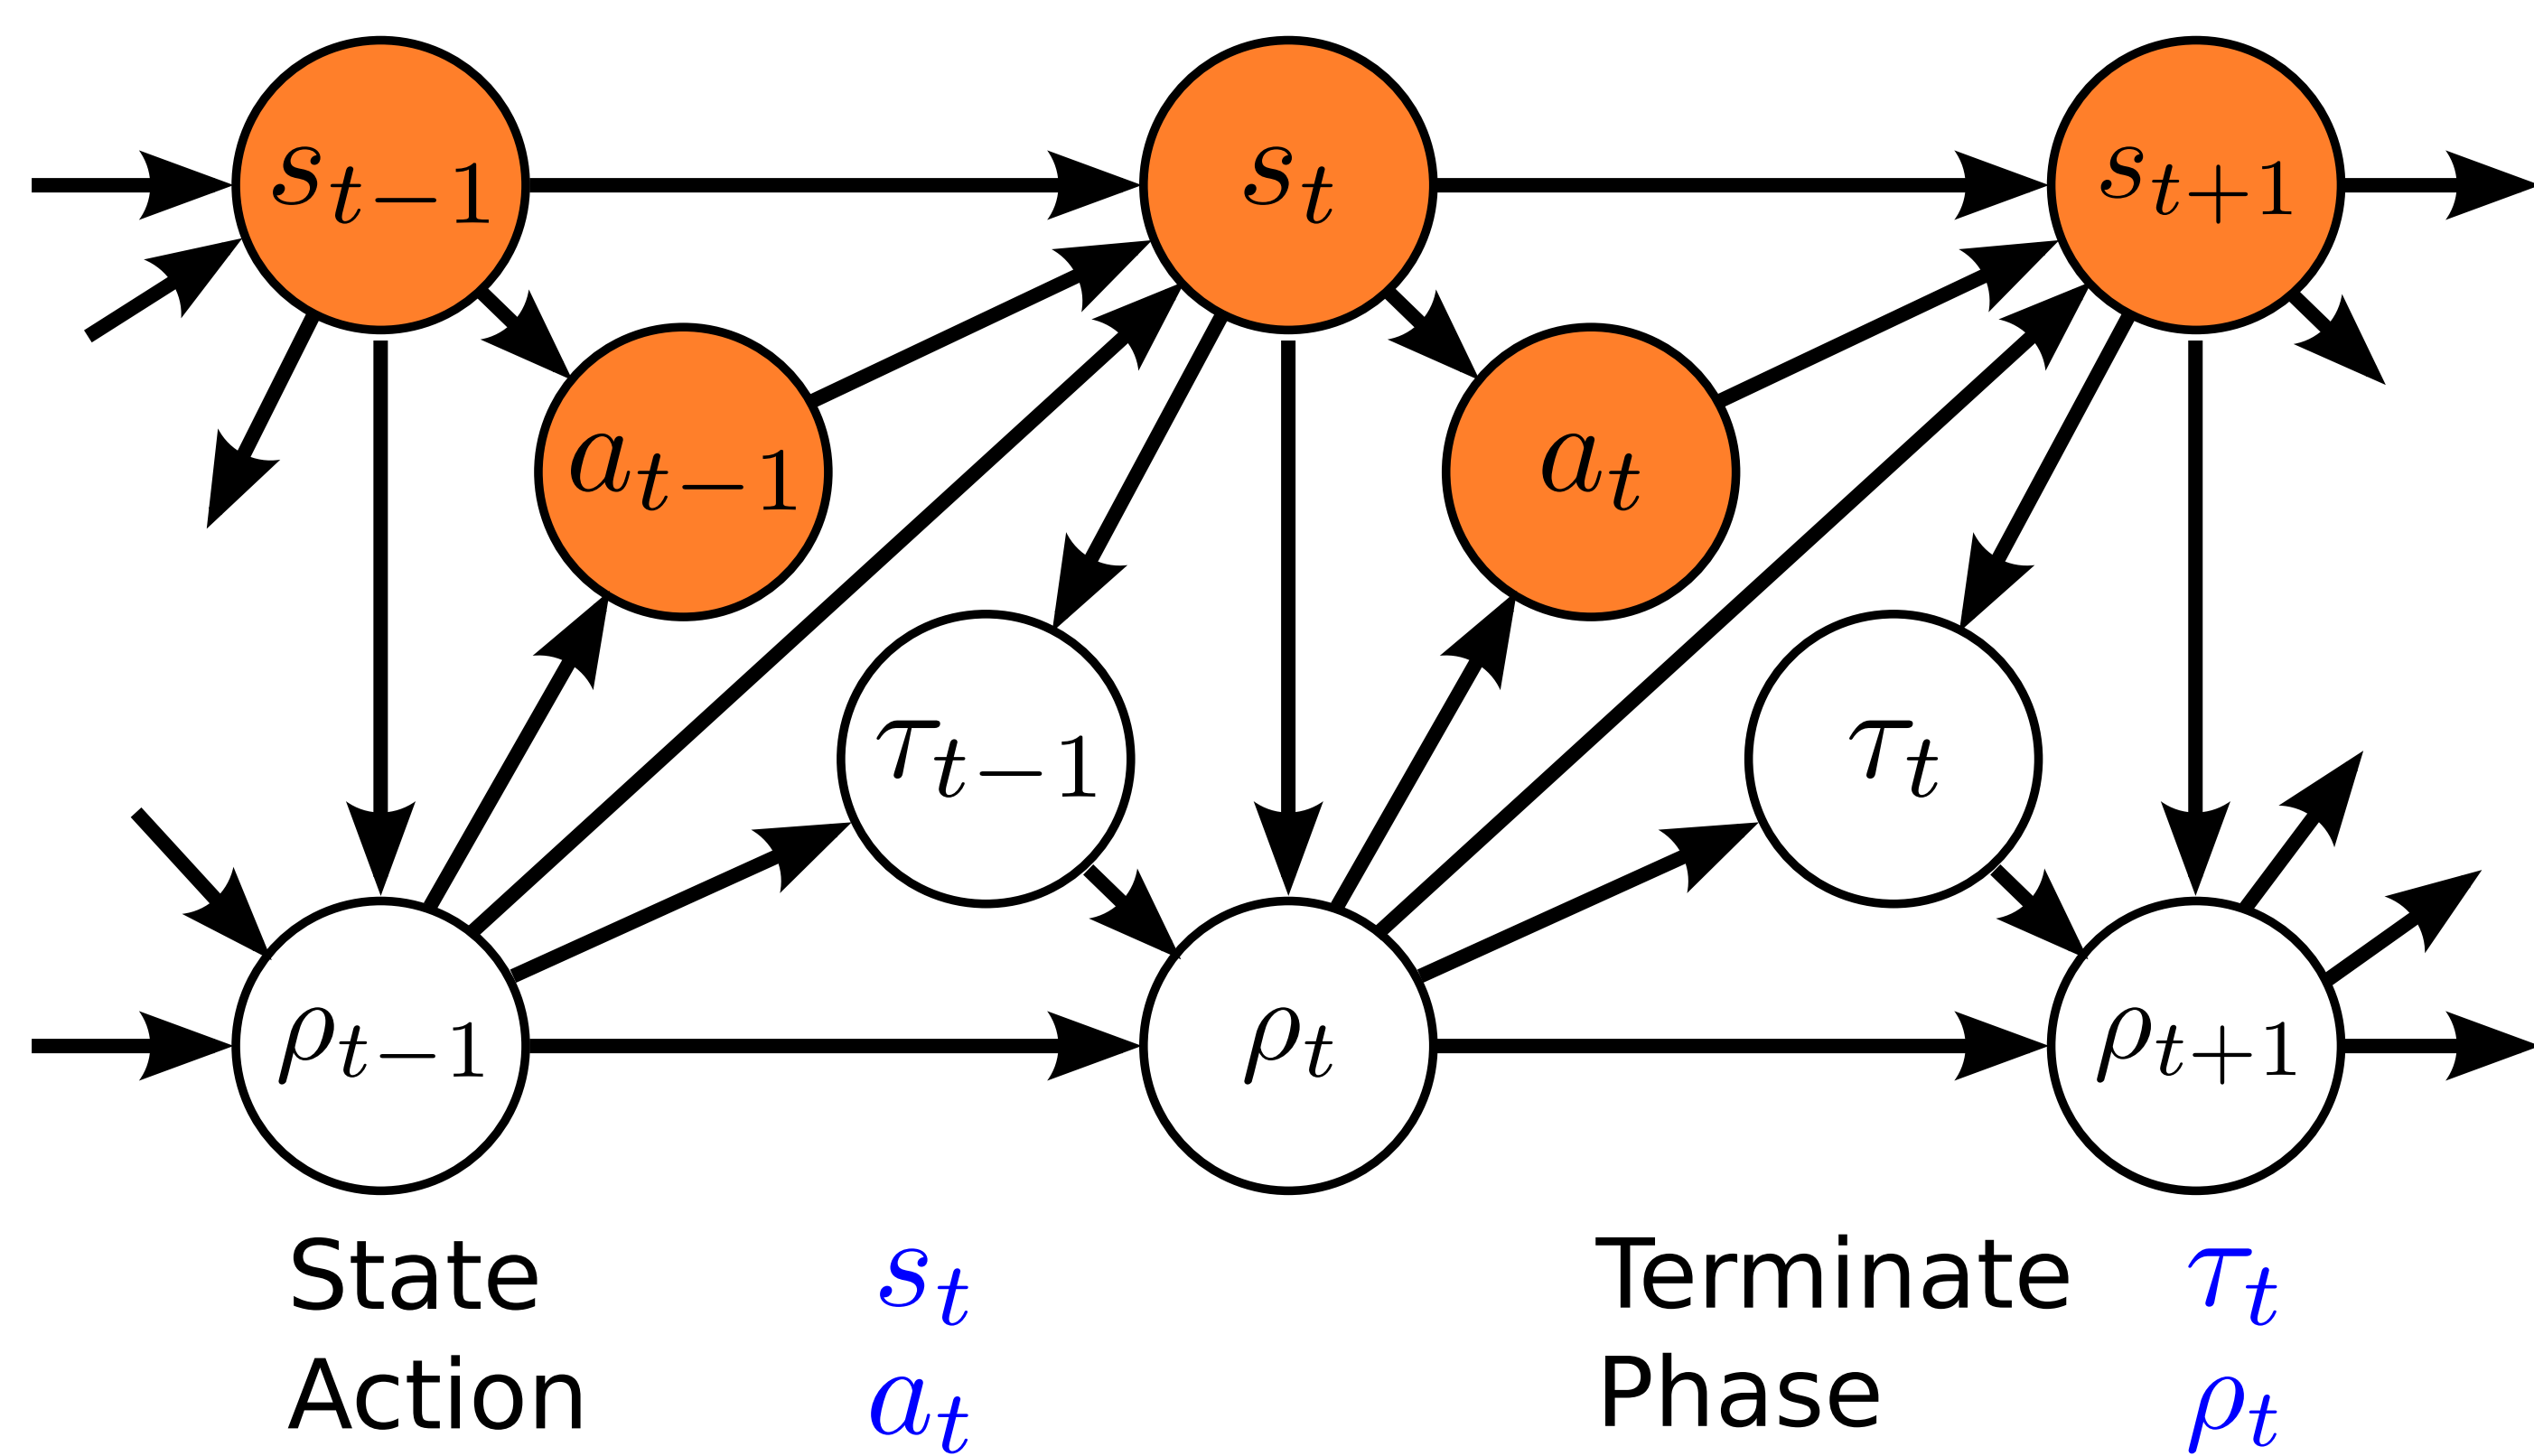 s_{t-1} s_t s_{t+1}
a_{t-1} a_t
τ_{t-1} τ_t
ρ_{t-1} ρ_t ρ_{t+1}
State s_t Terminate τ_t
Action a_t Phase ρ_t